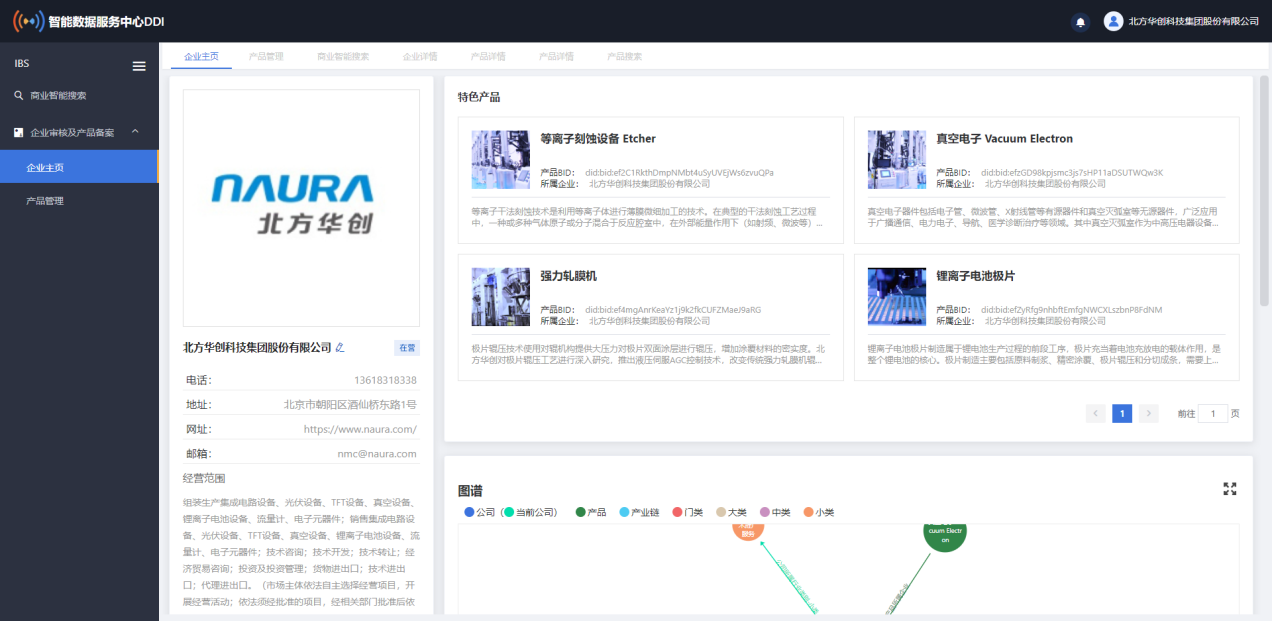 智能数据服务中心DDI
北方华创科技集团股份有限公司
IBS
商业智能搜索
企业审核及产品备案
企业主页
产品管理
企业主页
产品管理
商业智能搜索
企业详情
产品详情
产品详情
产品搜索
NAURA
北方华创
北方华创科技集团股份有限公司
在营
电话： 13618318338
地址： 北京市朝阳区酒仙桥东路1号
网址： https://www.naura.com/
邮箱： nmc@naura.com
经营范围
组装生产集成电路设备、光伏设备、TFT设备、真空设备、
锂离子电池设备、流量计、电子元器件；销售集成电路设
备、光伏设备、TFT设备、真空设备、锂离子电池设备、流
量计、电子元器件；技术咨询；技术开发；技术转让；经
济贸易咨询；投资及投资管理；货物进出口；技术进出
口；代理进出口。（市场主体依法自主选择经营项目，开
展经营活动；依法须经批准的项目，经相关部门批准后依
特色产品
等离子刻蚀设备 Etcher
产品BID： did:bid:ef2C1RkthDmpNMbt4uSyUVEjWs6zvuQPa
所属企业： 北方华创科技集团股份有限公司
等离子干法刻蚀技术是利用等离子体进行薄膜微细加工的技术。在典型的干法刻蚀工艺过程
中，一种或多种气体原子或分子混合于反应腔室中，在外部能量作用下（如射频、微波等）...
真空电子 Vacuum Electron
产品BID： did:bid:efzGD98kpjsmc3js7sHP11aDSUTWQw3K
所属企业： 北方华创科技集团股份有限公司
真空电子器件包括电子管、微波管、X射线管等有源器件和真空灭弧室等无源器件，广泛应用
于广播通信、电力电子、导航、医学诊断治疗等领域。其中真空灭弧室作为中高压电器设备...
强力轧膜机
产品BID： did:bid:ef4mgAnrKeaYz1j9k2fkCUFZMaeJ9aRG
所属企业： 北方华创科技集团股份有限公司
极片辊压技术使用对辊机构提供大压力对极片双面涂层进行辊压，增加涂覆材料的密实度。北
方华创对极片辊压工艺进行深入研究，推出液压伺服AGC控制技术，改变传统强力轧膜机辊...
锂离子电池极片
产品BID： did:bid:efZyRfg9nhbftEmfgNWCXLszbnP8FdNM
所属企业： 北方华创科技集团股份有限公司
锂离子电池极片制造属于锂电池生产过程的前段工序，极片充当着电池充放电的载体作用，是
整个锂电池的核心。极片制造主要包括原料制浆、精密涂覆、极片辊压和分切成条，需要上...
1
前往 1 页
图谱
公司（当前公司） 产品 产业链 门类 大类 中类 小类
服务
cuum Electr
on